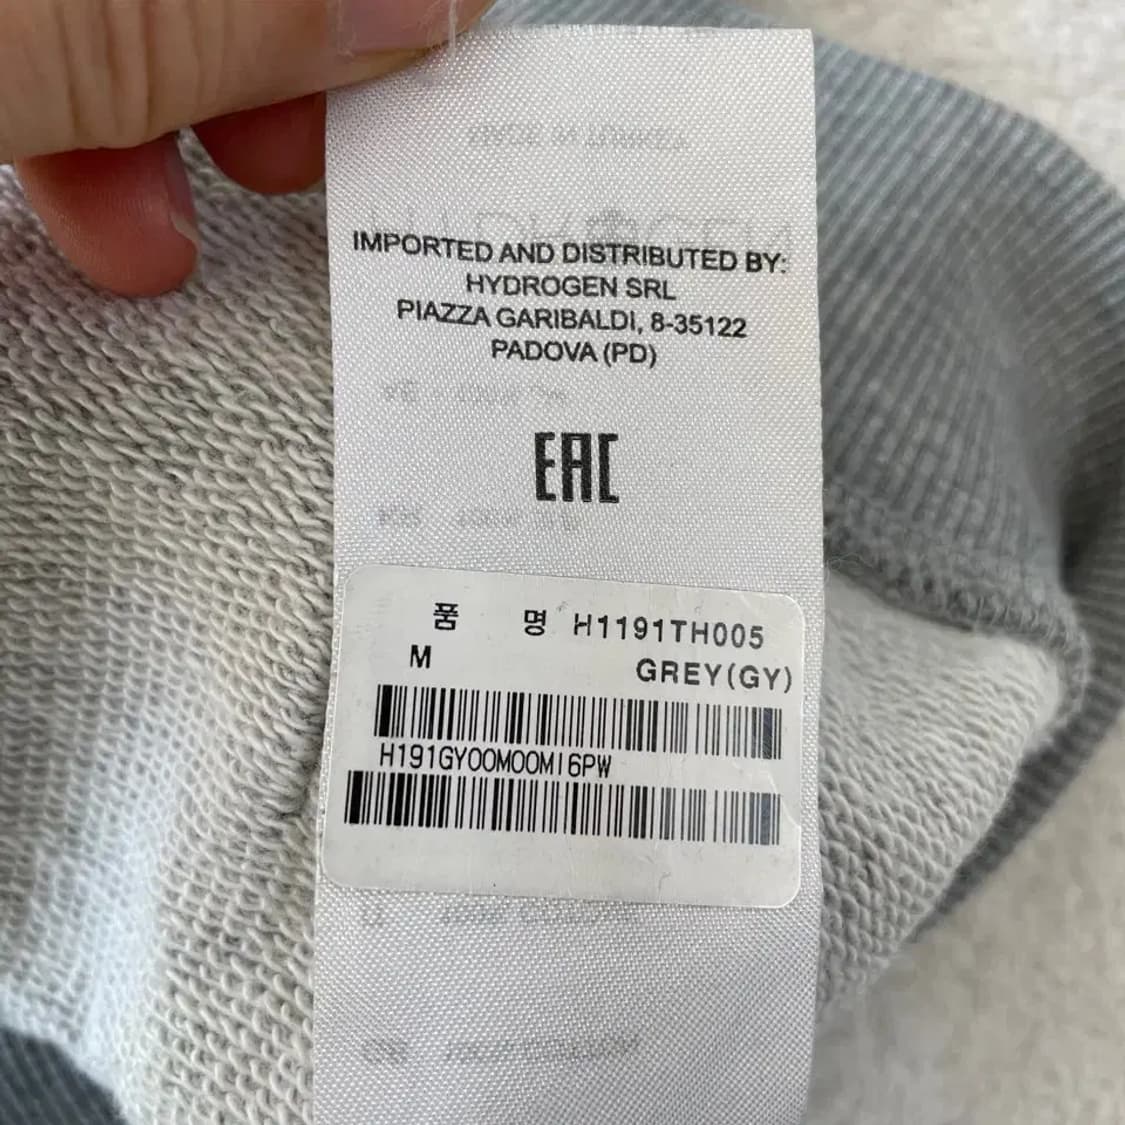 IMPORTED AND DISTRIBUTED BY:
HYDROGEN SRL
PIAZZA GARIBALDI, 8-35122
PADOVA (PD)
EAC
품 명 H1191TH005
M GREY(GY)
H191GY00M00MI6PW